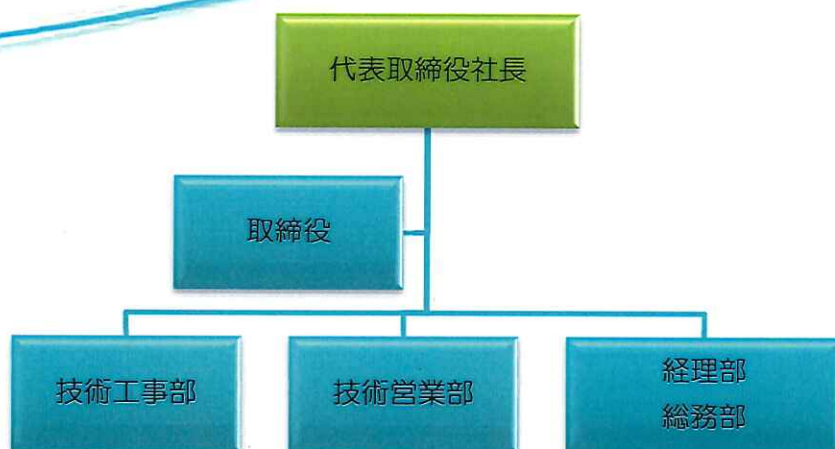 代表取締役社長
取締役
技術工事部
技術営業部
経理部
総務部